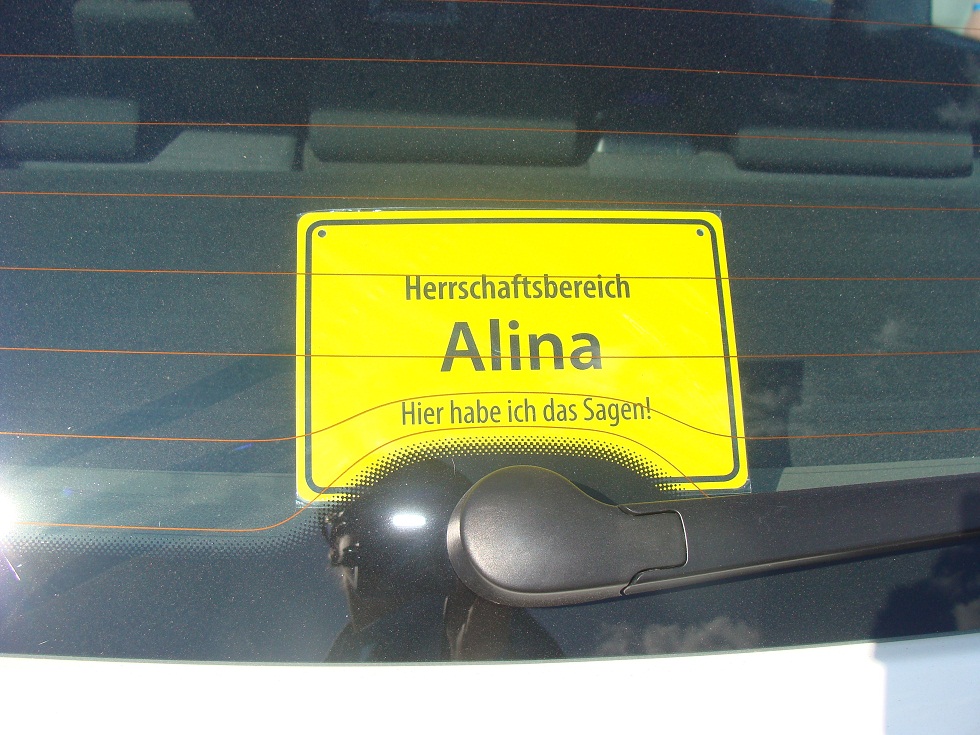 Herrschaftsbereich
Alina
Hier habe ich das Sagen!